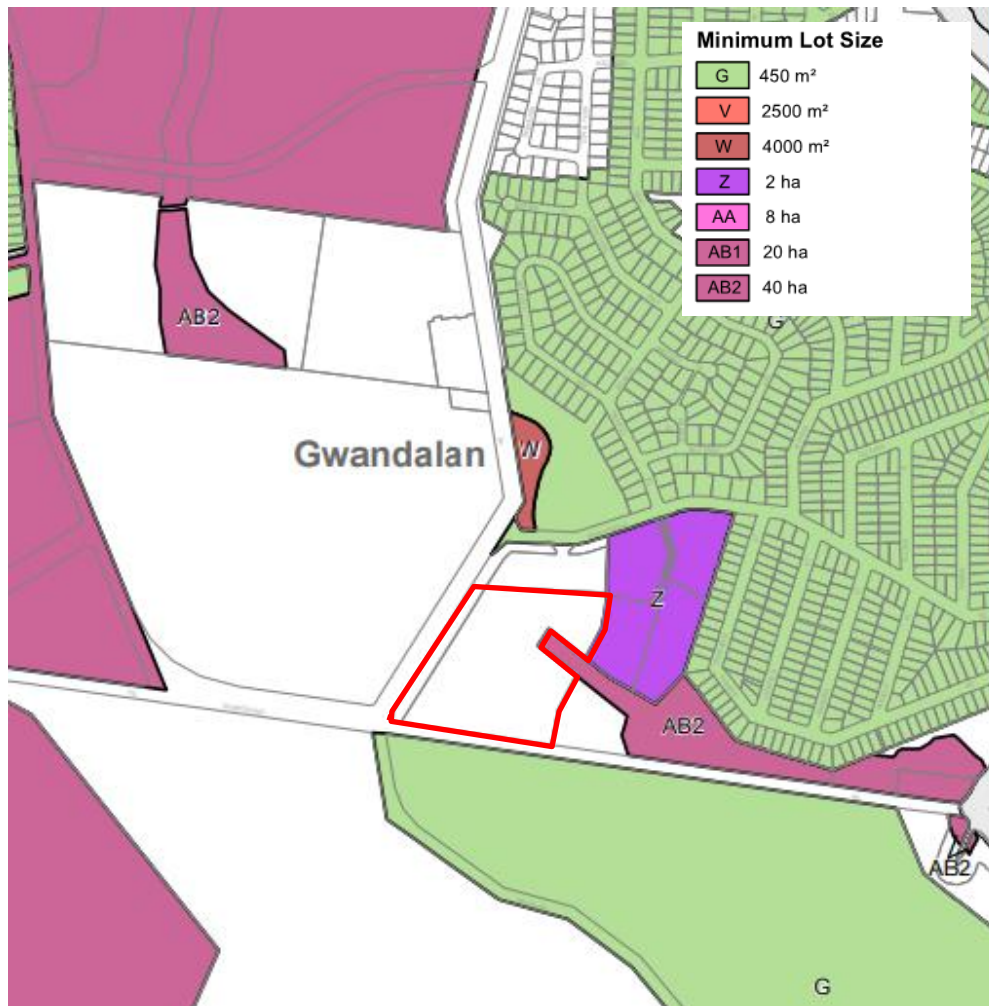 Minimum Lot Size
G 450 m²
V 2500 m²
W 4000 m²
Z 2 ha
AA 8 ha
AB1 20 ha
AB2 40 ha
G
AB2
Gwandalan
W
Z
AB2
AB2
G